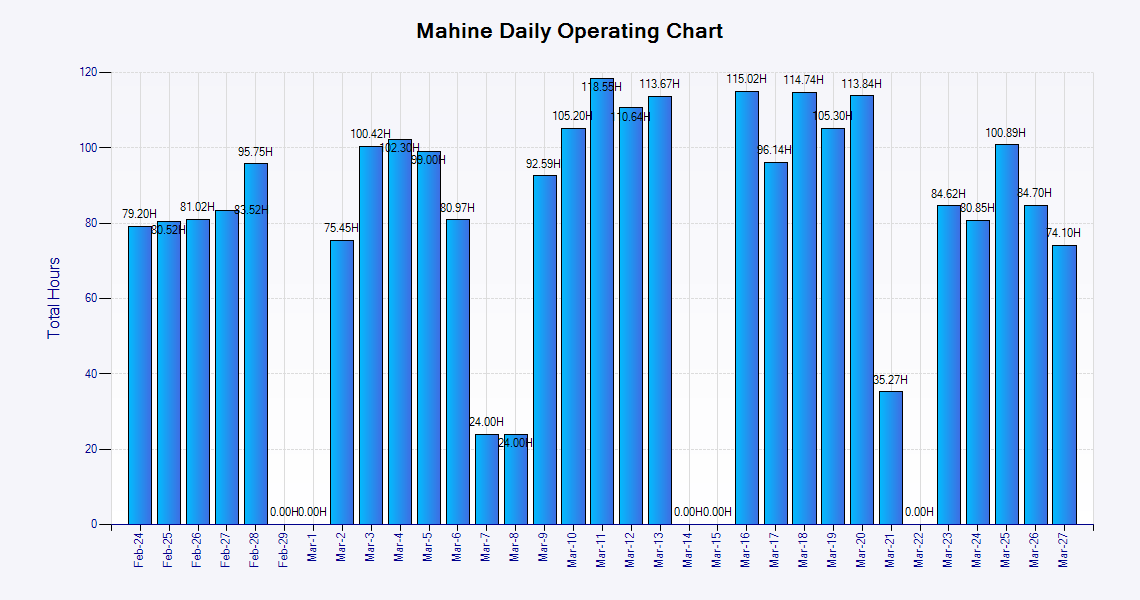 Mahine Daily Operating Chart
Total Hours
120
100
80
60
40
20
0
79.20H
80.52H
81.02H
83.52H
95.75H
0.00H
0.00H
75.45H
100.42H
102.30H
99.00H
80.97H
24.00H
24.00H
92.59H
105.20H
118.55H
110.64H
113.67H
0.00H
0.00H
115.02H
96.14H
114.74H
105.30H
113.84H
35.27H
0.00H
84.62H
80.85H
100.89H
84.70H
74.10H
Feb-24
Feb-25
Feb-26
Feb-27
Feb-28
Feb-29
Mar-1
Mar-2
Mar-3
Mar-4
Mar-5
Mar-6
Mar-7
Mar-8
Mar-9
Mar-10
Mar-11
Mar-12
Mar-13
Mar-14
Mar-15
Mar-16
Mar-17
Mar-18
Mar-19
Mar-20
Mar-21
Mar-22
Mar-23
Mar-24
Mar-25
Mar-26
Mar-27